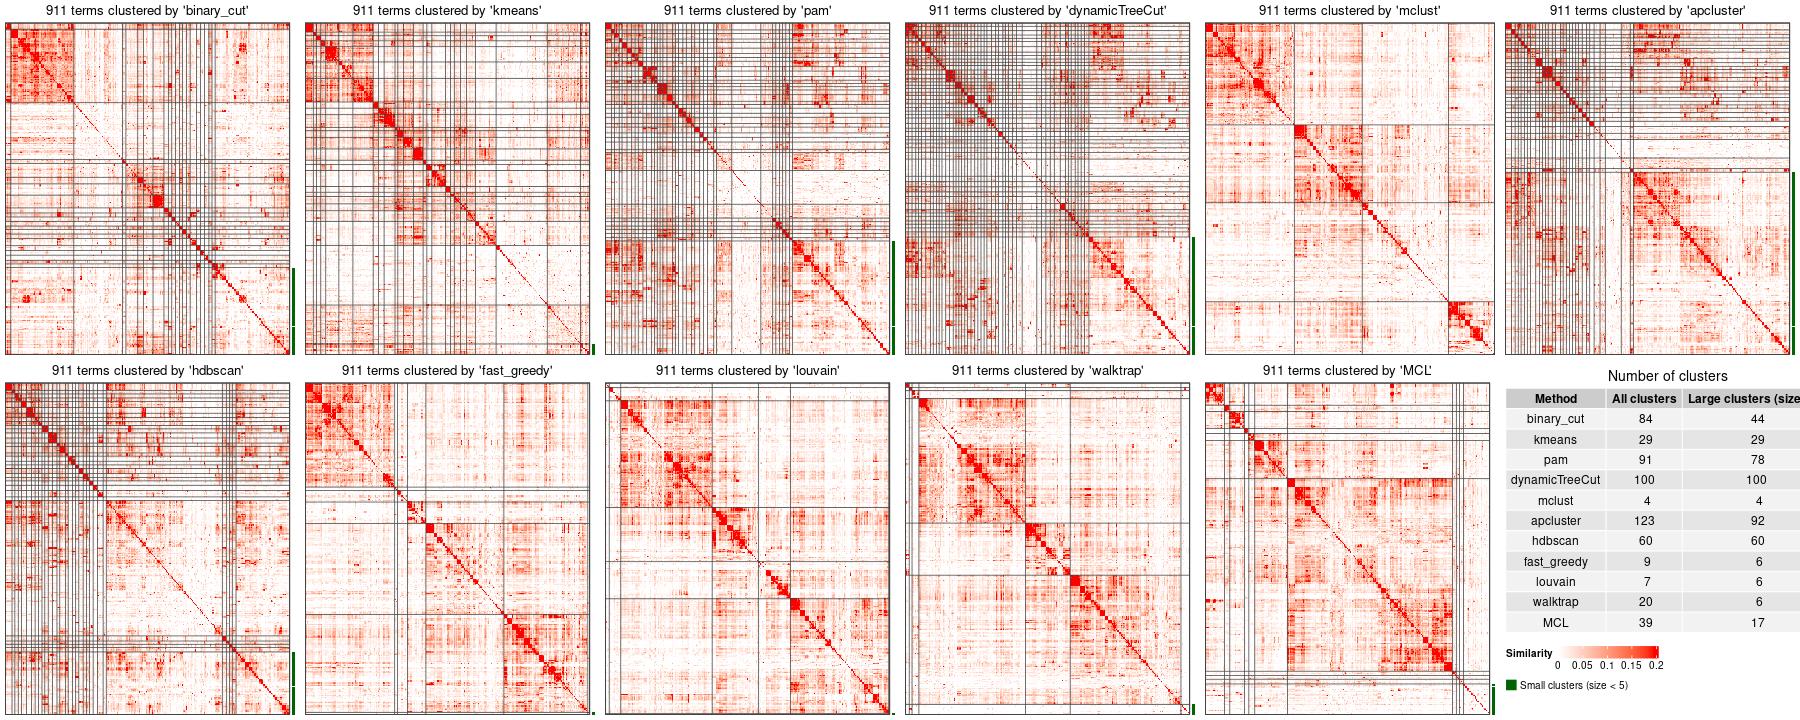 911 terms clustered by 'binary_cut'
911 terms clustered by 'kmeans'
911 terms clustered by 'pam'
911 terms clustered by 'dynamicTreeCut'
911 terms clustered by 'mclust'
911 terms clustered by 'apcluster'
911 terms clustered by 'hdbscan'
911 terms clustered by 'fast_greedy'
911 terms clustered by 'louvain'
911 terms clustered by 'walktrap'
911 terms clustered by 'MCL'
Number of clusters
Method All clusters Large clusters (size
binary_cut 84 44
kmeans 29 29
pam 91 78
dynamicTreeCut 100 100
mclust 4 4
apcluster 123 92
hdbscan 60 60
fast_greedy 9 6
louvain 7 6
walktrap 20 6
MCL 39 17
Similarity
0 0.05 0.1 0.15 0.2
Small clusters (size < 5)